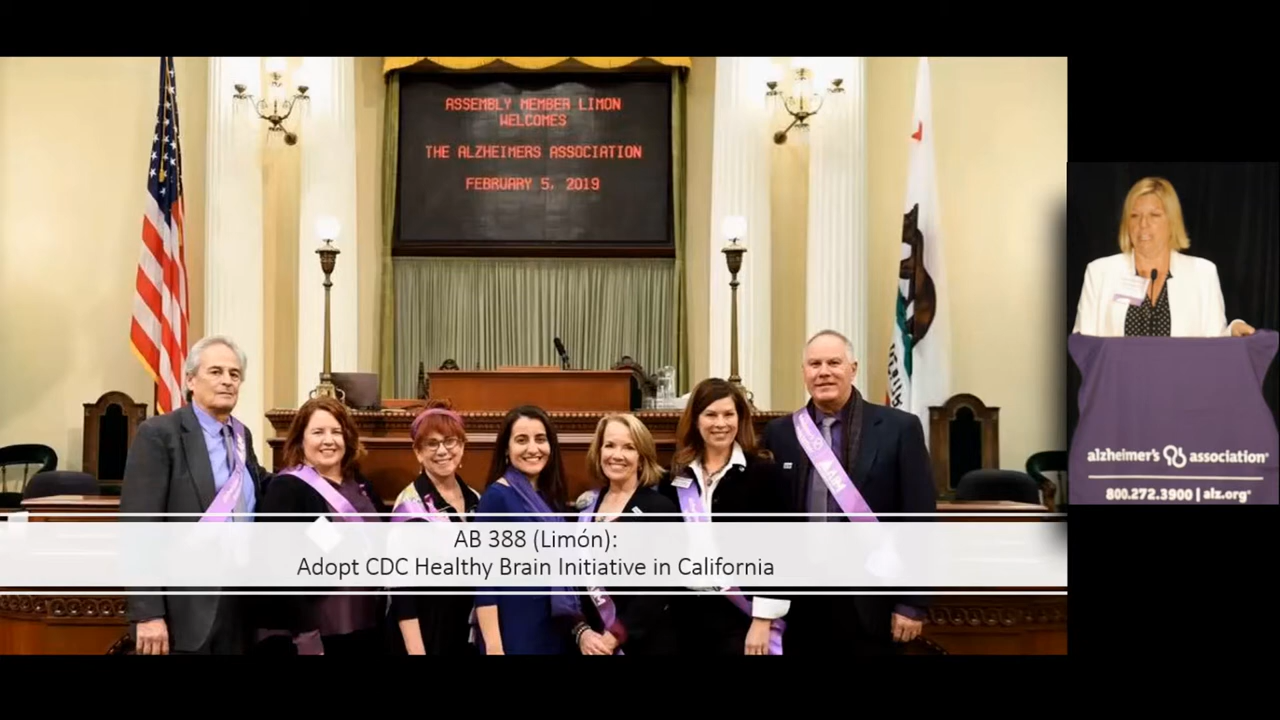 ASSEMBLY MEMBER LIMON
WELCOMES
THE ALZHEIMERS ASSOCIATION
FEBRUARY 5, 2019
AB 388 (Limón):
Adopt CDC Healthy Brain Initiative in California
alzheimer's association®
800.272.3900 | alz.org®